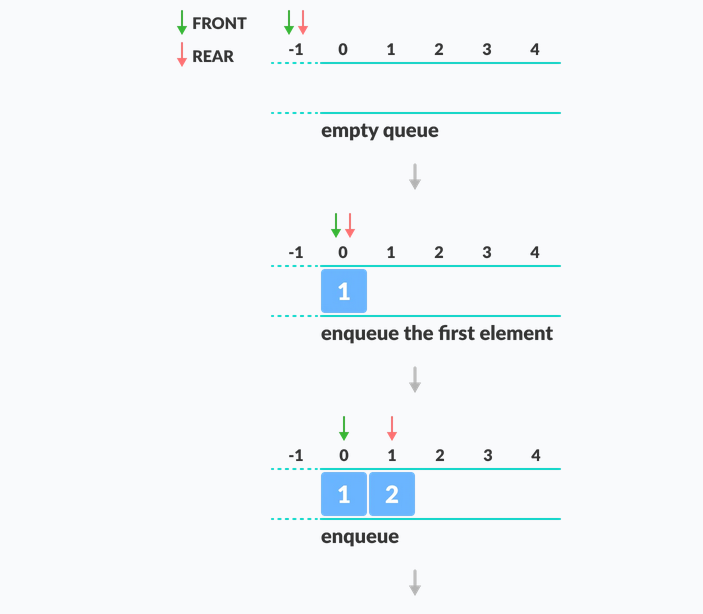 FRONT
REAR
-1 0 1 2 3 4
empty queue
-1 0 1 2 3 4
1
enqueue the first element
-1 0 1 2 3 4
1 2
enqueue